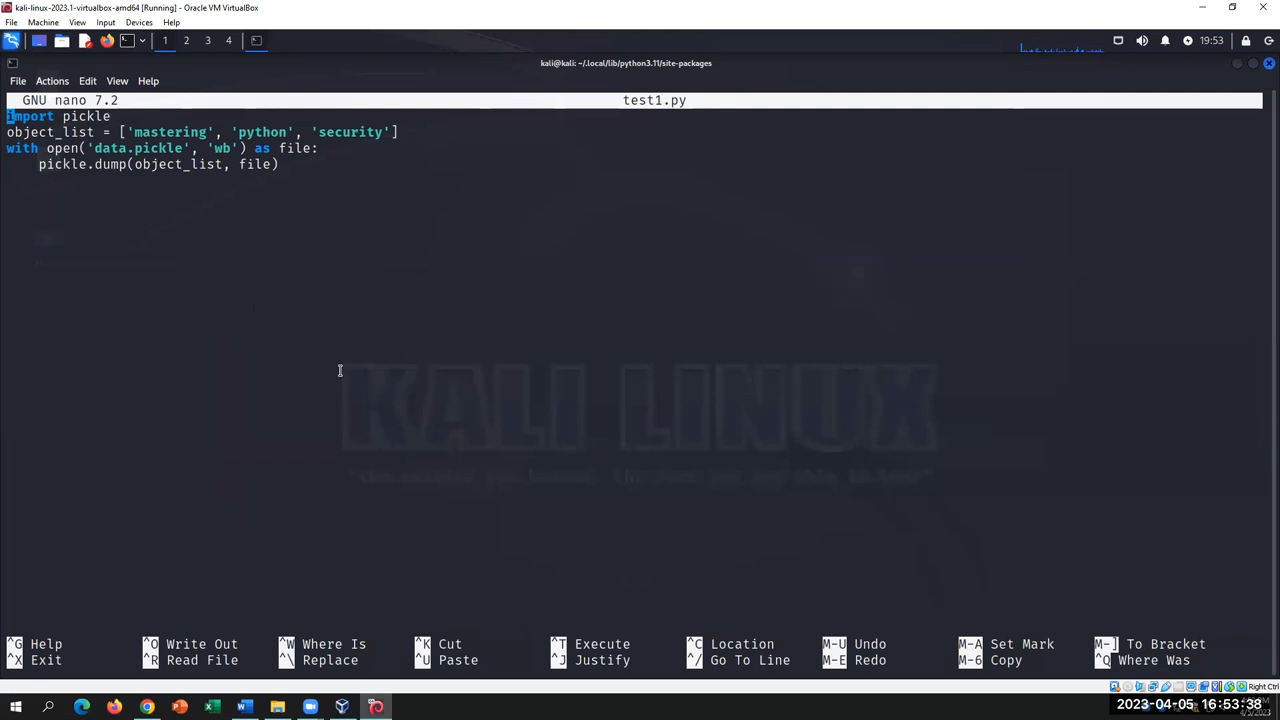 kali-linux-2023.1-virtualbox-amd64 [Running] - Oracle VM VirtualBox
File Machine View Input Devices Help
1 2 3 4 19:53
kali@kali: ~/.local/lib/python3.11/site-packages
File Actions Edit View Help
GNU nano 7.2 test1.py
import pickle
object_list = ['mastering', 'python', 'security']
with open('data.pickle', 'wb') as file:
    pickle.dump(object_list, file)
KALI LINUX
^G Help ^O Write Out ^W Where Is ^K Cut ^T Execute ^C Location M-U Undo M-A Set Mark M-] To Bracket
^X Exit ^R Read File ^\ Replace ^U Paste ^J Justify ^/ Go To Line M-E Redo M-6 Copy ^Q Where Was
Right Ctrl
2023-04-05 16:53:38